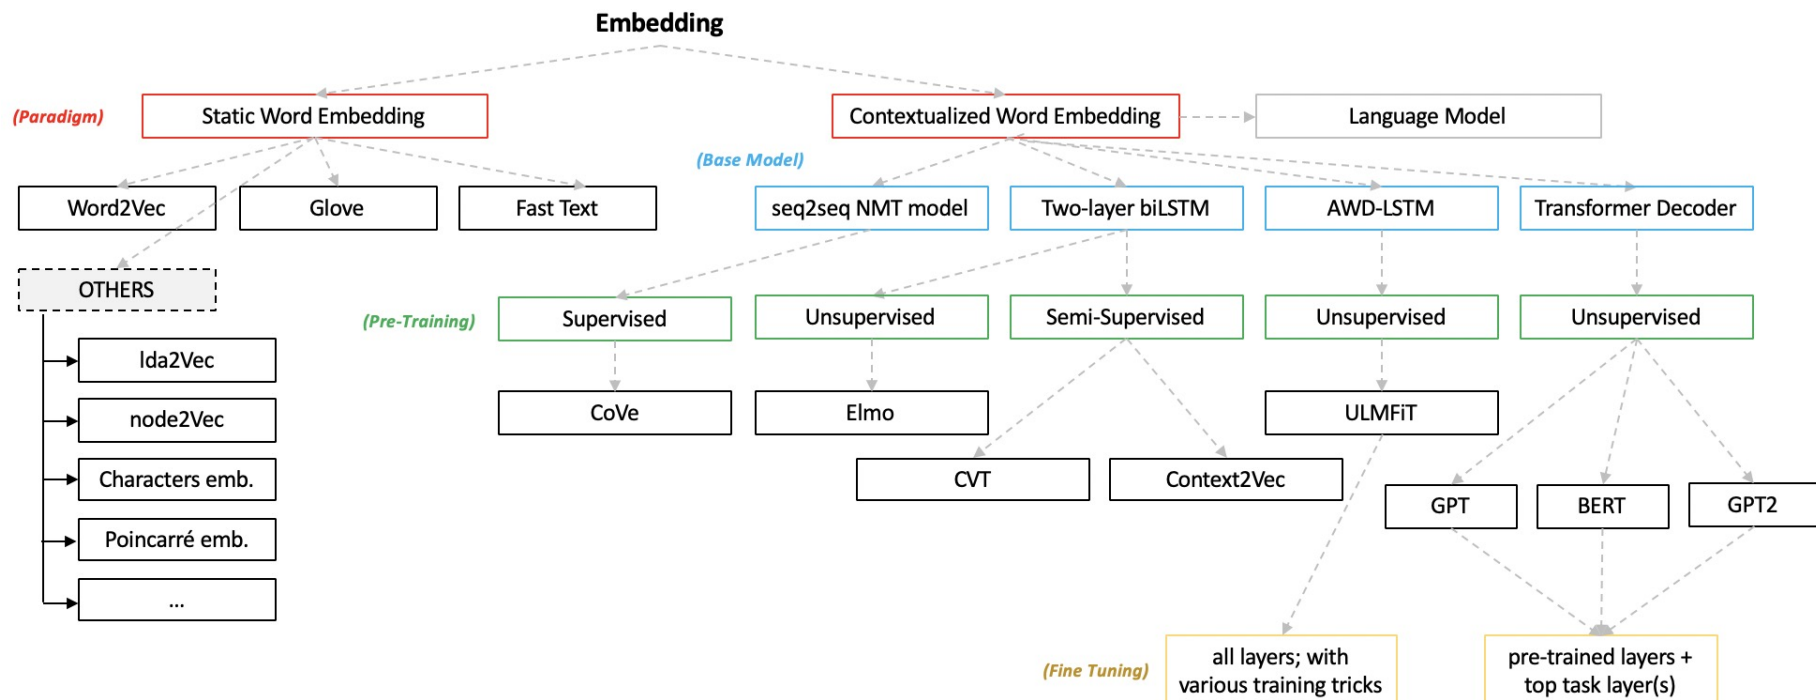 Embedding
(Paradigm)
Static Word Embedding
Contextualized Word Embedding
Language Model
(Base Model)
Word2Vec
Glove
Fast Text
seq2seq NMT model
Two-layer biLSTM
AWD-LSTM
Transformer Decoder
OTHERS
(Pre-Training)
Supervised
Unsupervised
Semi-Supervised
Unsupervised
Unsupervised
lda2Vec
node2Vec
Characters emb.
Poincarré emb.
...
CoVe
Elmo
ULMFiT
CVT
Context2Vec
GPT
BERT
GPT2
(Fine Tuning)
all layers; with
various training tricks
pre-trained layers +
top task layer(s)